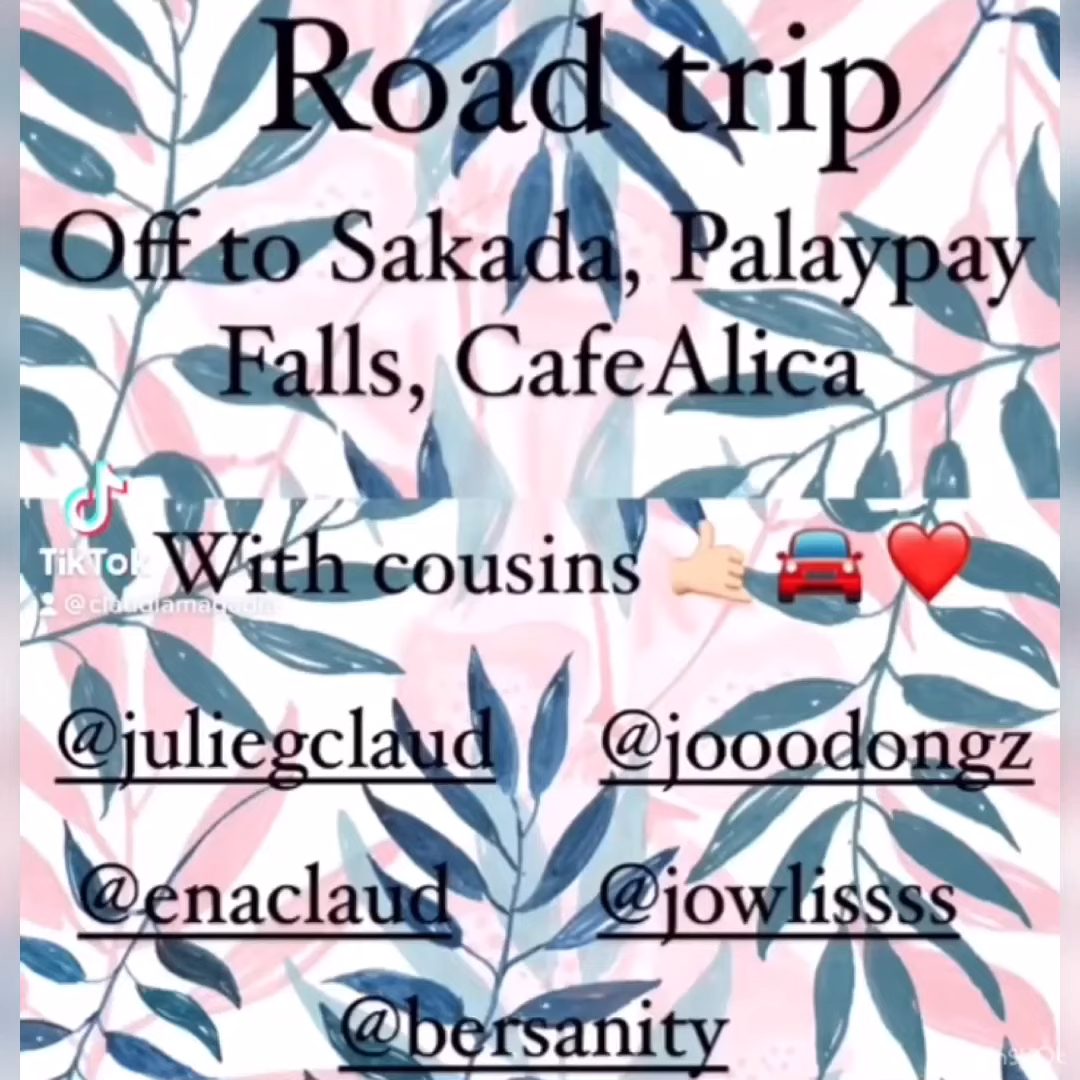 Road trip
Off to Sakada, Palaypay
Falls, CafeAlica
TikTok
With cousins 🤙🏼 🚘 ❤️
@juliegclaud @jooodongz
@enaclaud @jowlissss
@bersanity